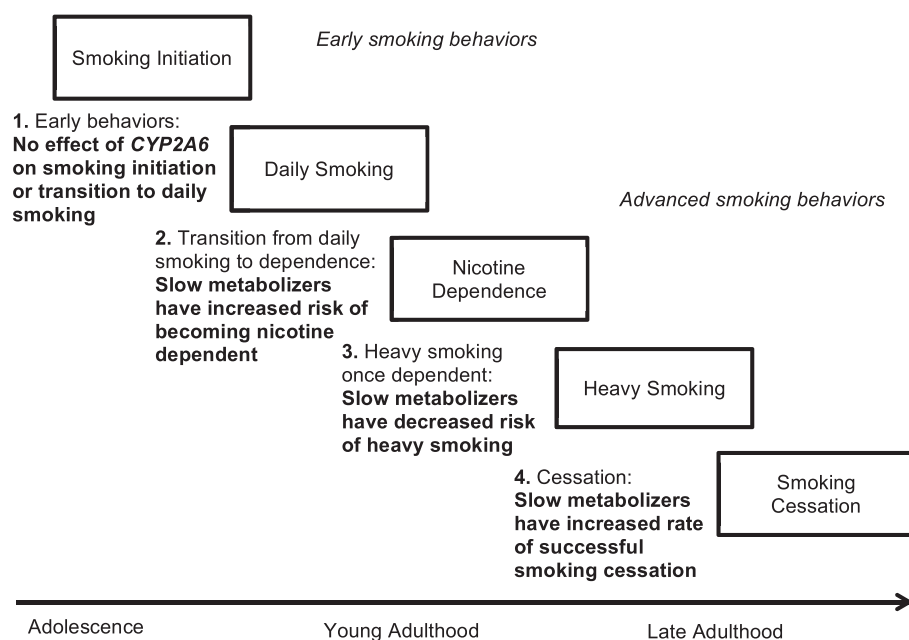 Smoking Initiation
Early smoking behaviors
1. Early behaviors:
No effect of CYP2A6
on smoking initiation
or transition to daily
smoking
Daily Smoking
Advanced smoking behaviors
2. Transition from daily
smoking to dependence:
Slow metabolizers
have increased risk of
becoming nicotine
dependent
Nicotine
Dependence
3. Heavy smoking
once dependent:
Slow metabolizers
have decreased risk
of heavy smoking
Heavy Smoking
4. Cessation:
Slow metabolizers
have increased rate
of successful
smoking cessation
Smoking
Cessation
Adolescence
Young Adulthood
Late Adulthood